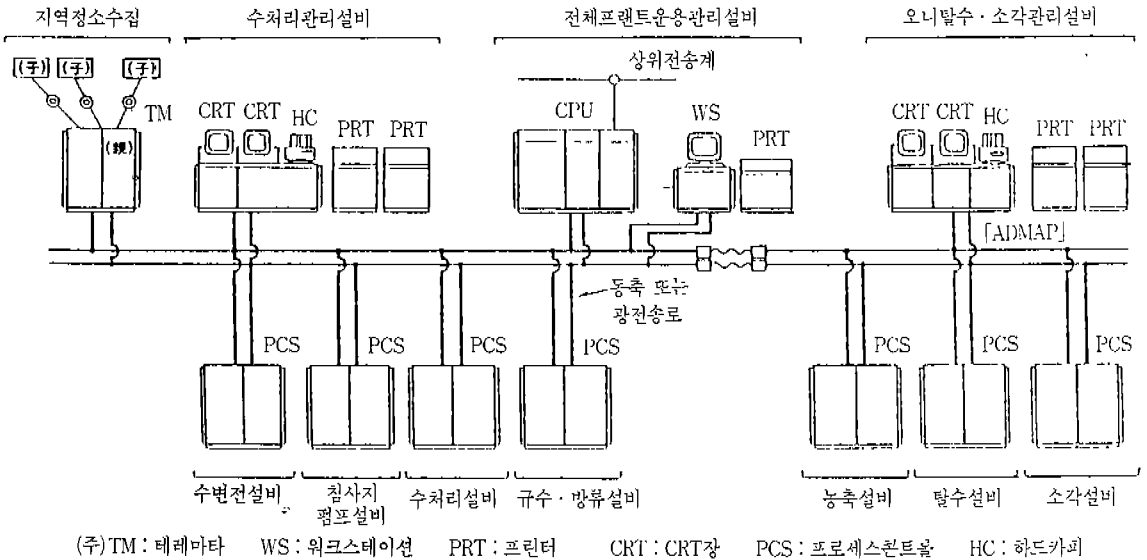 지역정소수집 수처리관리설비 전체프랜트운용관리설비 오니탈수·소각관리설비
(子) (子) (子) 상위전송계
TM CRT CRT HC PRT PRT CPU WS PRT CRT CRT HC PRT PRT
(親)
「ADMAP」
동축 또는
광전송로
PCS PCS PCS PCS PCS PCS PCS
수변전설비 침사지 수처리설비 규수·방류설비 농축설비 탈수설비 소각설비
펌프설비
(주) TM : 테레마타 WS : 워크스테이션 PRT : 프린터 CRT : CRT장 PCS : 프로세스콘트롤 HC : 하드카피